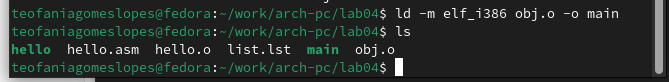 teofaniagomeslopes@fedora:~/work/arch-pc/lab04$ ld -m elf_i386 obj.o -o main
teofaniagomeslopes@fedora:~/work/arch-pc/lab04$ ls
hello  hello.asm  hello.o  list.lst  main  obj.o
teofaniagomeslopes@fedora:~/work/arch-pc/lab04$